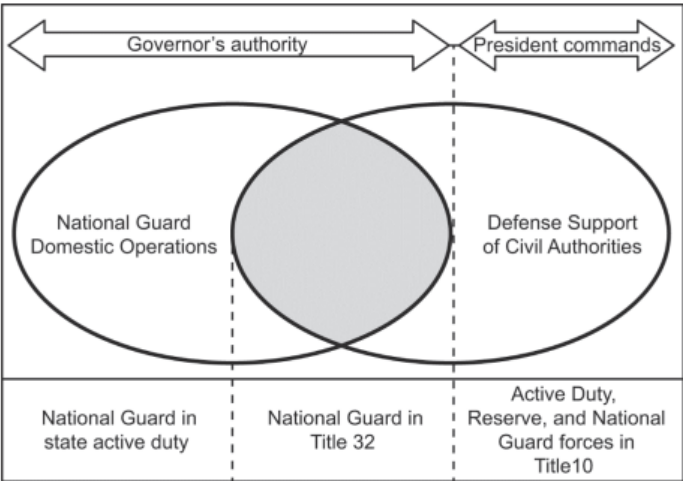 Governor's authority
President commands
National Guard
Domestic Operations
Defense Support
of Civil Authorities
National Guard in
state active duty
National Guard in
Title 32
Active Duty,
Reserve, and National
Guard forces in
Title10